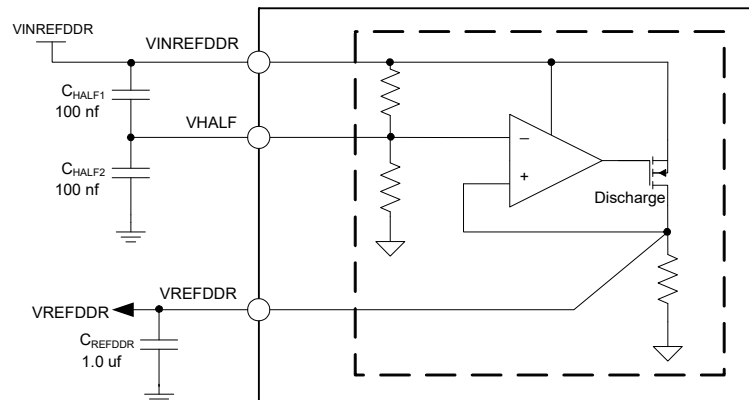 VINREFDDR
VINREFDDR
CHALF1
100 nf
VHALF
CHALF2
100 nf
−
+
Discharge
VREFDDR
VREFDDR
CREFDDR
1.0 uf